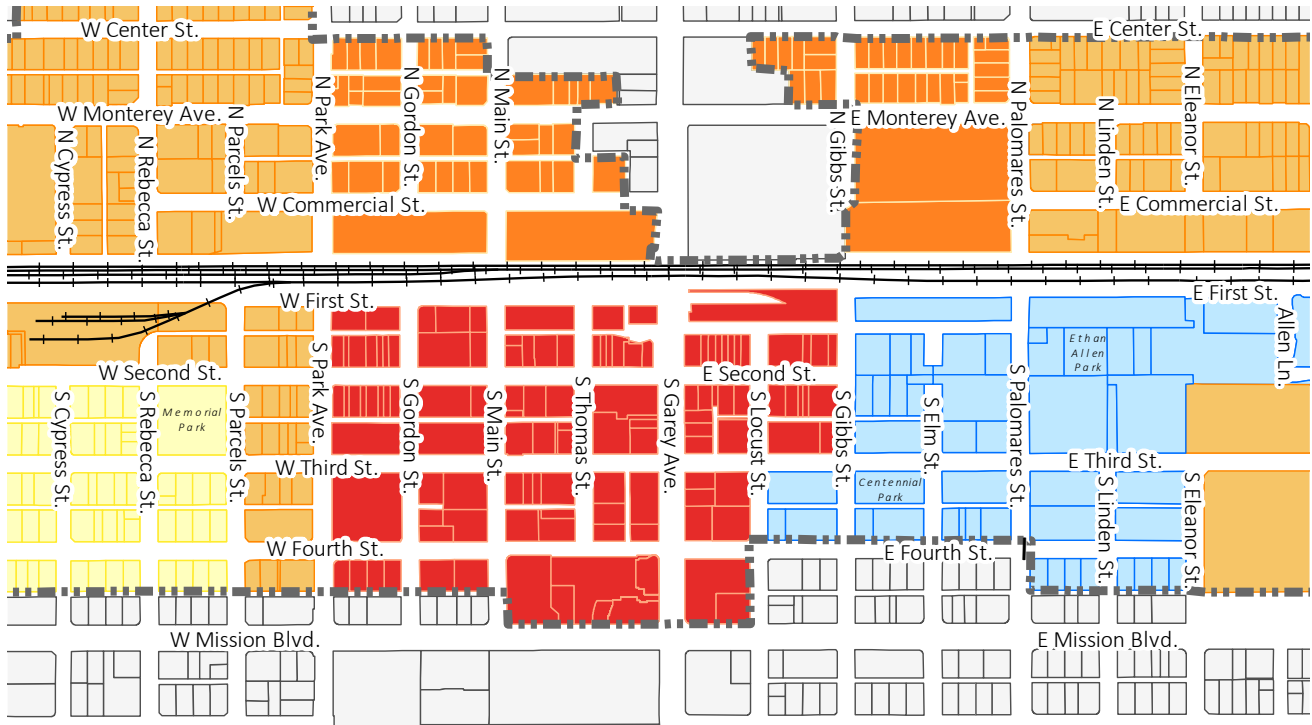 W Center St.
E Center St.
W Monterey Ave.
E Monterey Ave.
N Cypress St.
N Rebecca St.
N Parcels St.
N Park Ave.
N Gordon St.
N Main St.
N Gibbs St.
N Palomares St.
N Linden St.
N Eleanor St.
W Commercial St.
E Commercial St.
W First St.
E First St.
Allen Ln.
Ethan
Allen
Park
W Second St.
E Second St.
S Cypress St.
S Rebecca St.
Memorial
Park
S Parcels St.
S Park Ave.
S Gordon St.
S Main St.
S Thomas St.
S Garey Ave.
S Locust St.
S Gibbs St.
S Elm St.
S Palomares St.
W Third St.
E Third St.
Centennial
Park
S Linden St.
S Eleanor St.
W Fourth St.
E Fourth St.
W Mission Blvd.
E Mission Blvd.